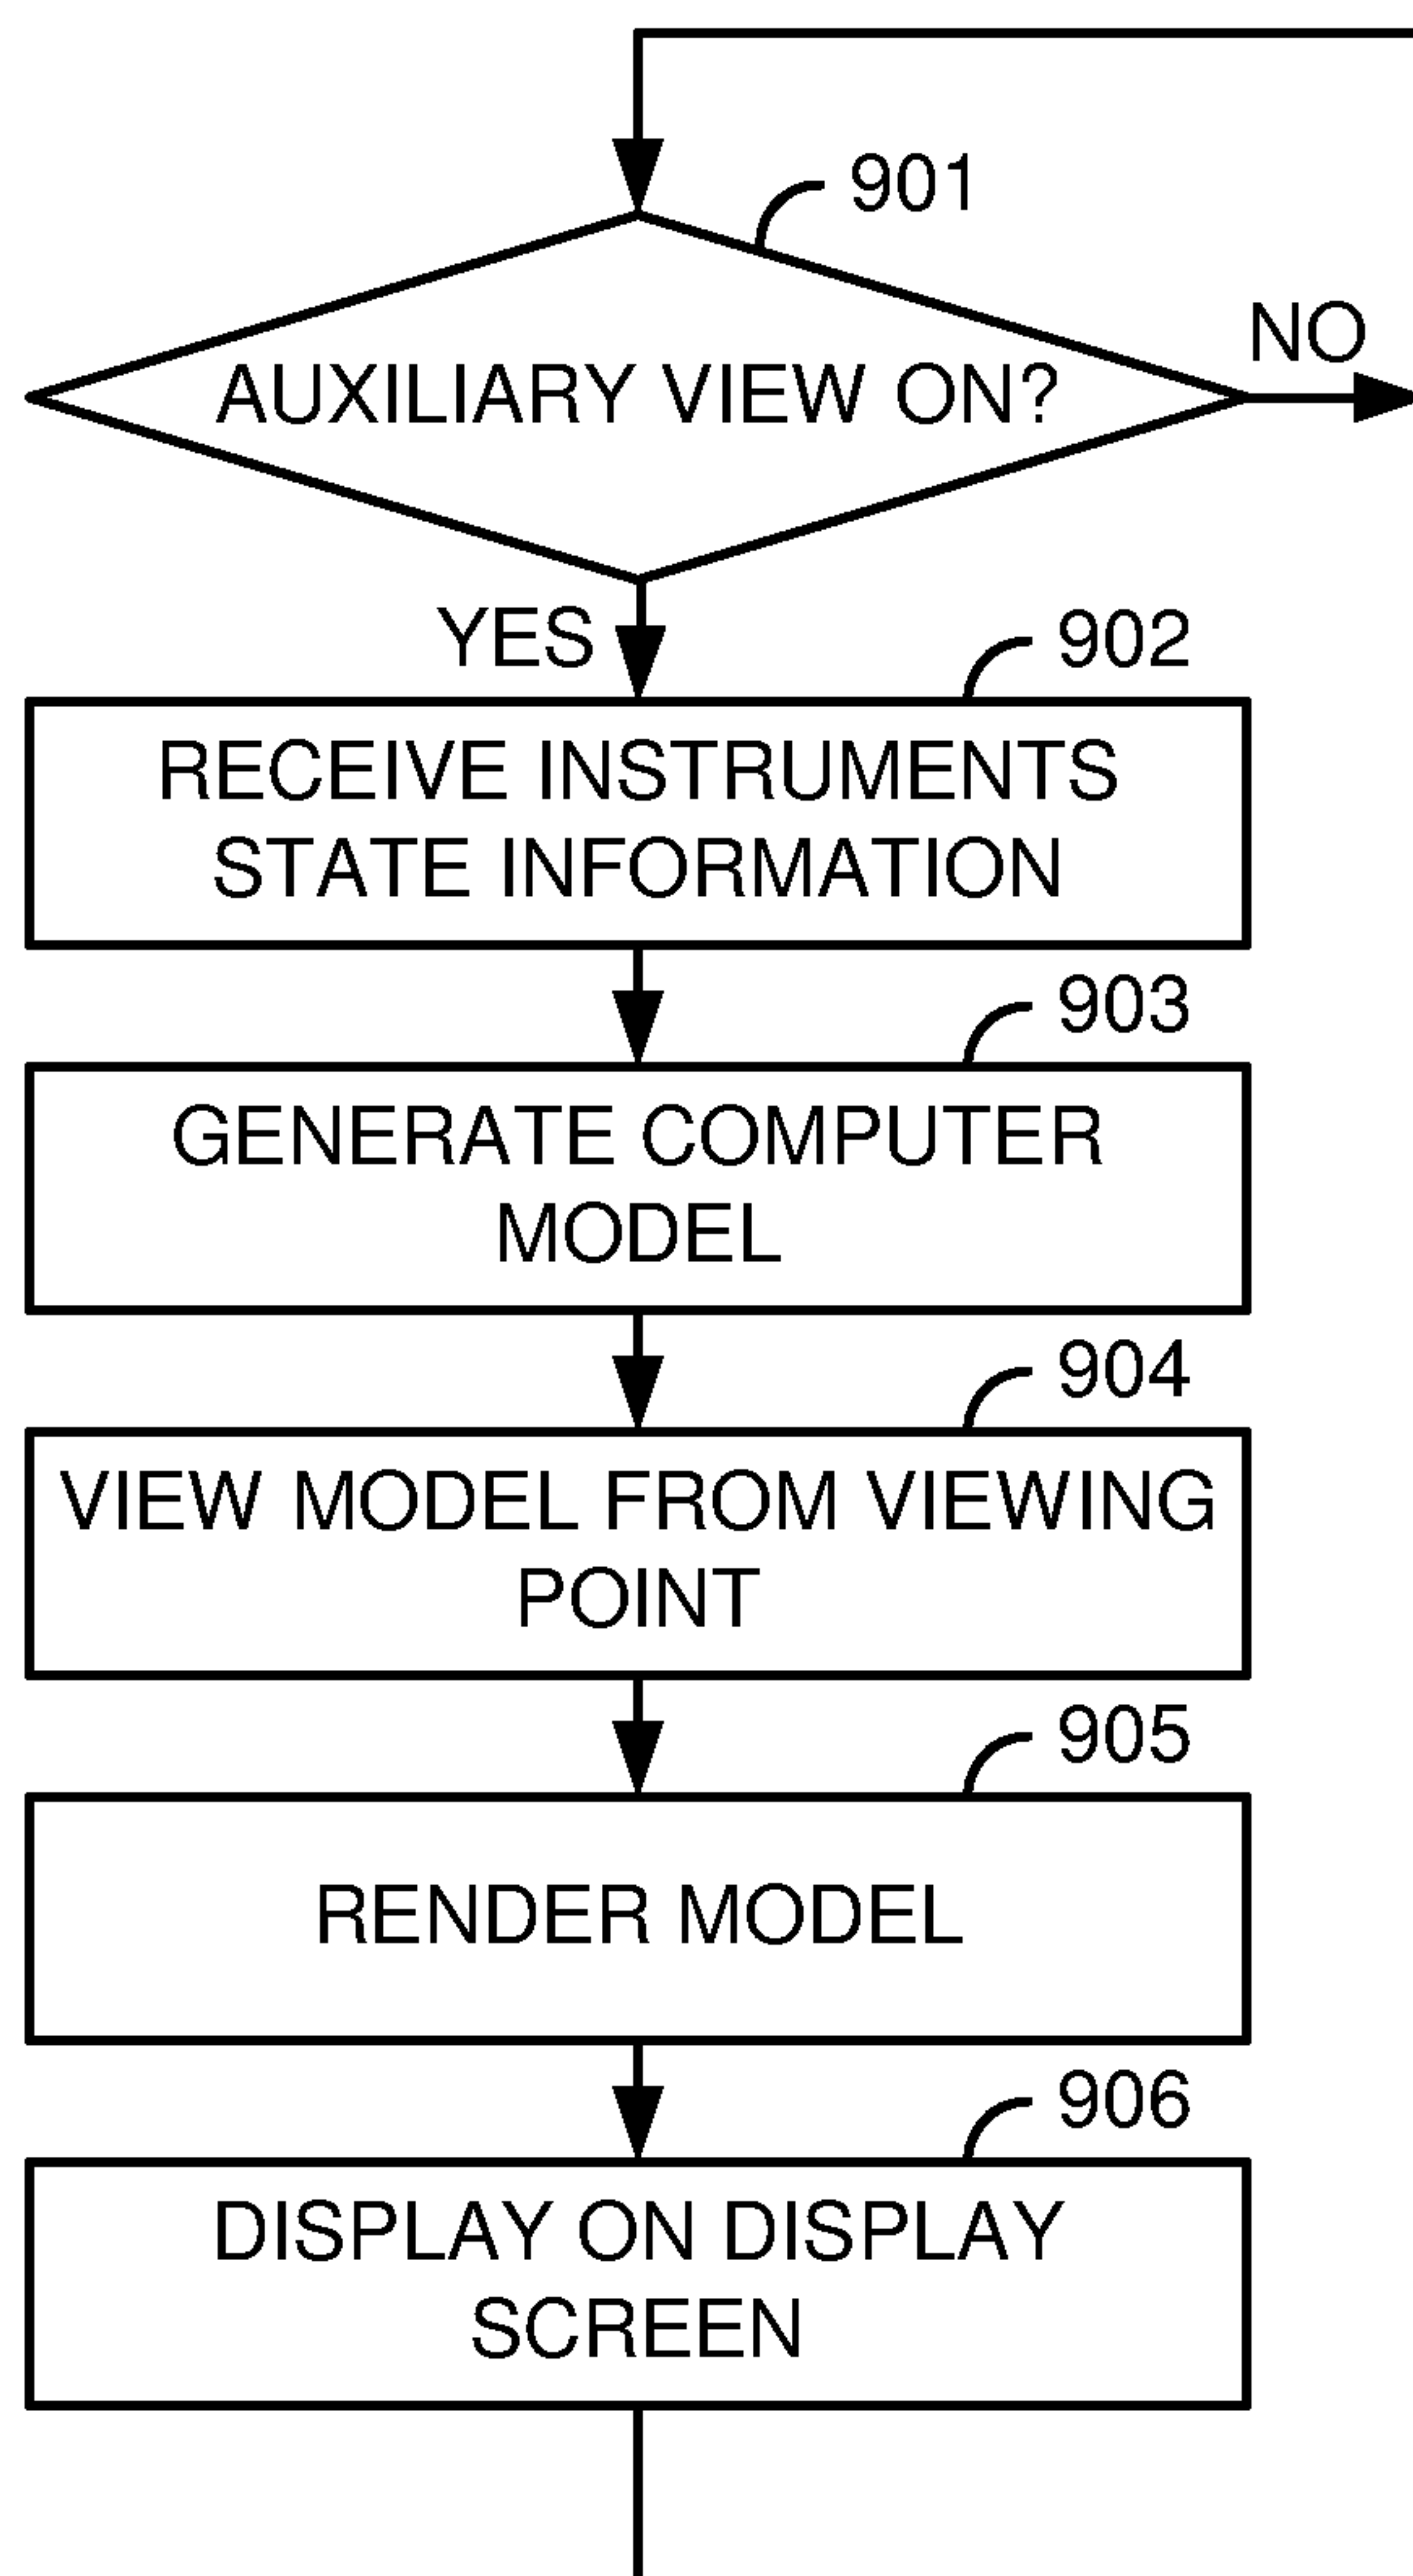 901
AUXILIARY VIEW ON?
NO
YES
902
RECEIVE INSTRUMENTS
STATE INFORMATION
903
GENERATE COMPUTER
MODEL
904
VIEW MODEL FROM VIEWING
POINT
905
RENDER MODEL
906
DISPLAY ON DISPLAY
SCREEN